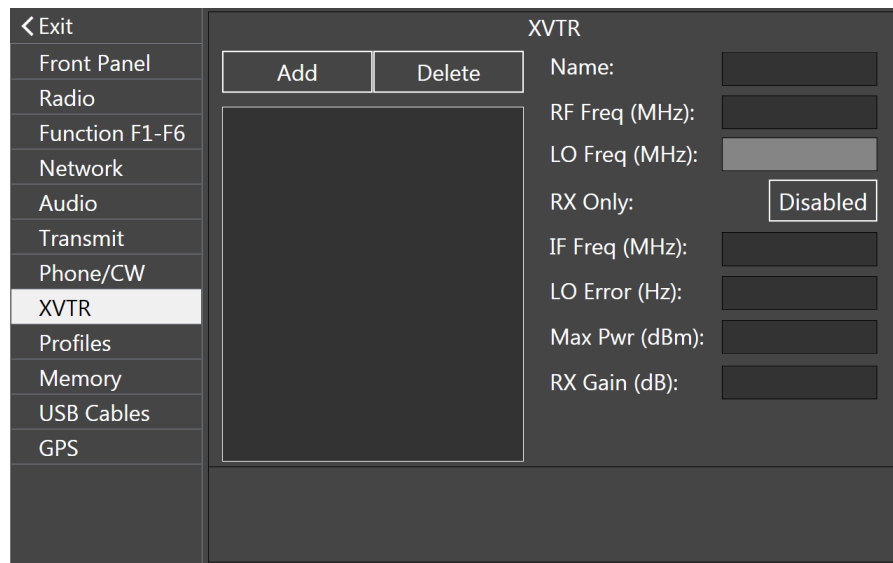 Exit
Front Panel
Radio
Function F1-F6
Network
Audio
Transmit
Phone/CW
XVTR
Profiles
Memory
USB Cables
GPS
XVTR
Add Delete
Name:
RF Freq (MHz):
LO Freq (MHz):
RX Only: Disabled
IF Freq (MHz):
LO Error (Hz):
Max Pwr (dBm):
RX Gain (dB):